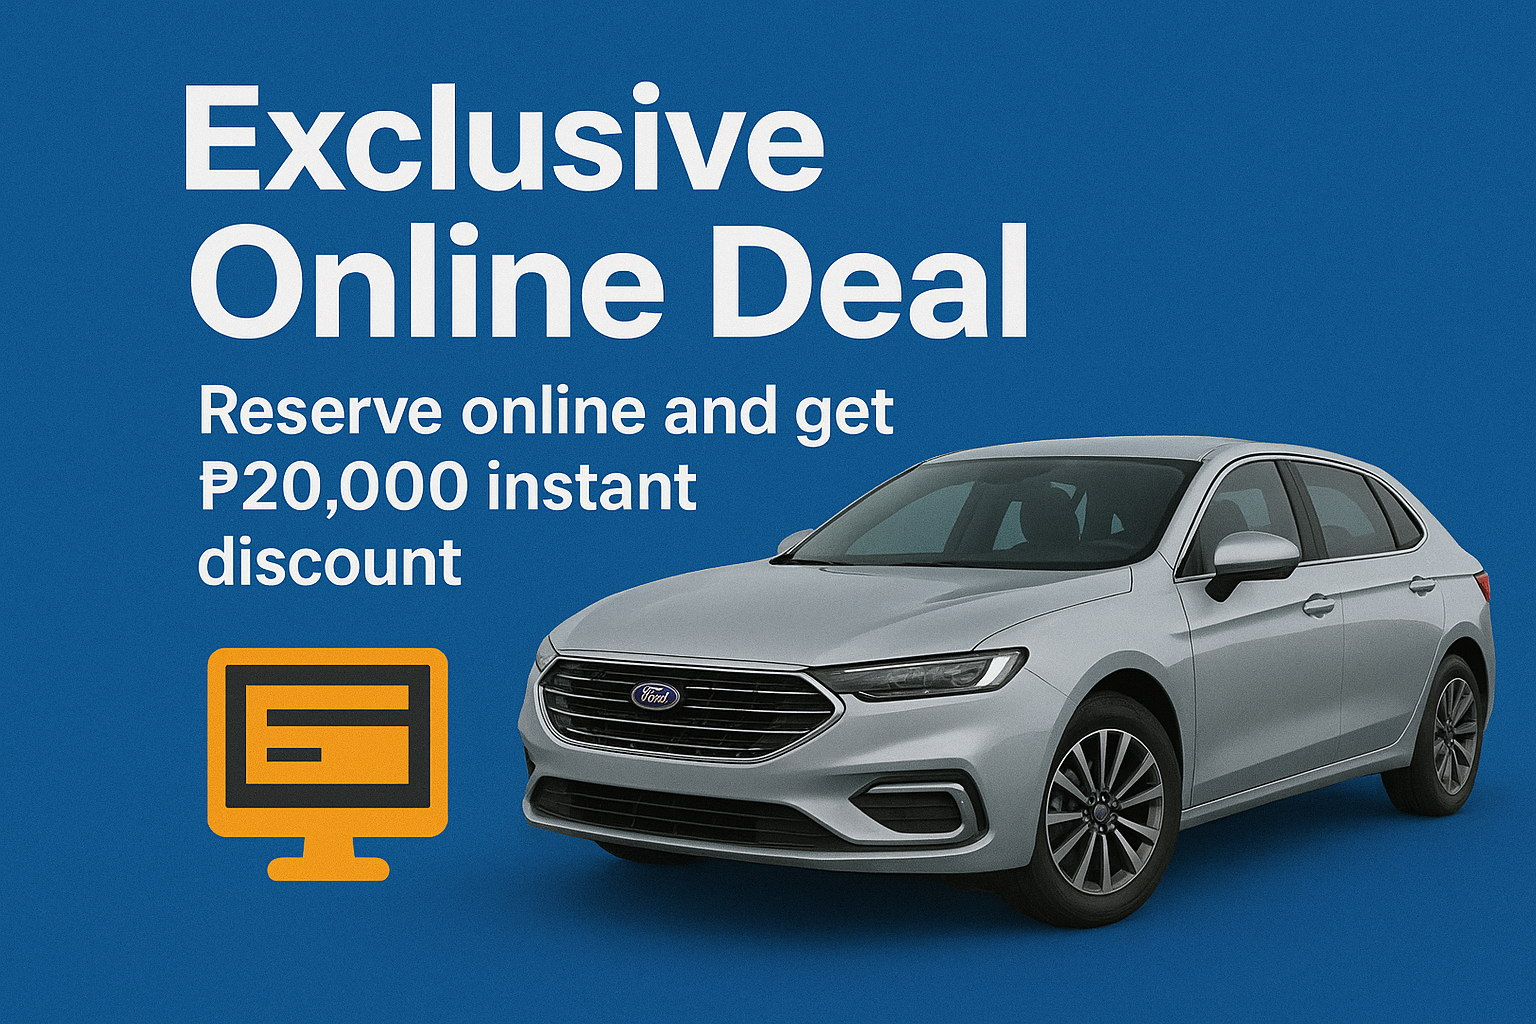 Exclusive
Online Deal
Reserve online and get
₱20,000 instant
discount
Ford